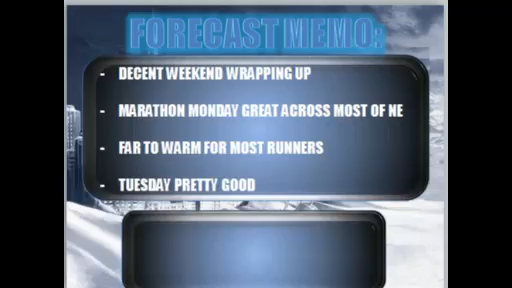 FORECAST MEMO:
- DECENT WEEKEND WRAPPING UP
- MARATHON MONDAY GREAT ACROSS MOST OF NE
- FAR TO WARM FOR MOST RUNNERS
- TUESDAY PRETTY GOOD